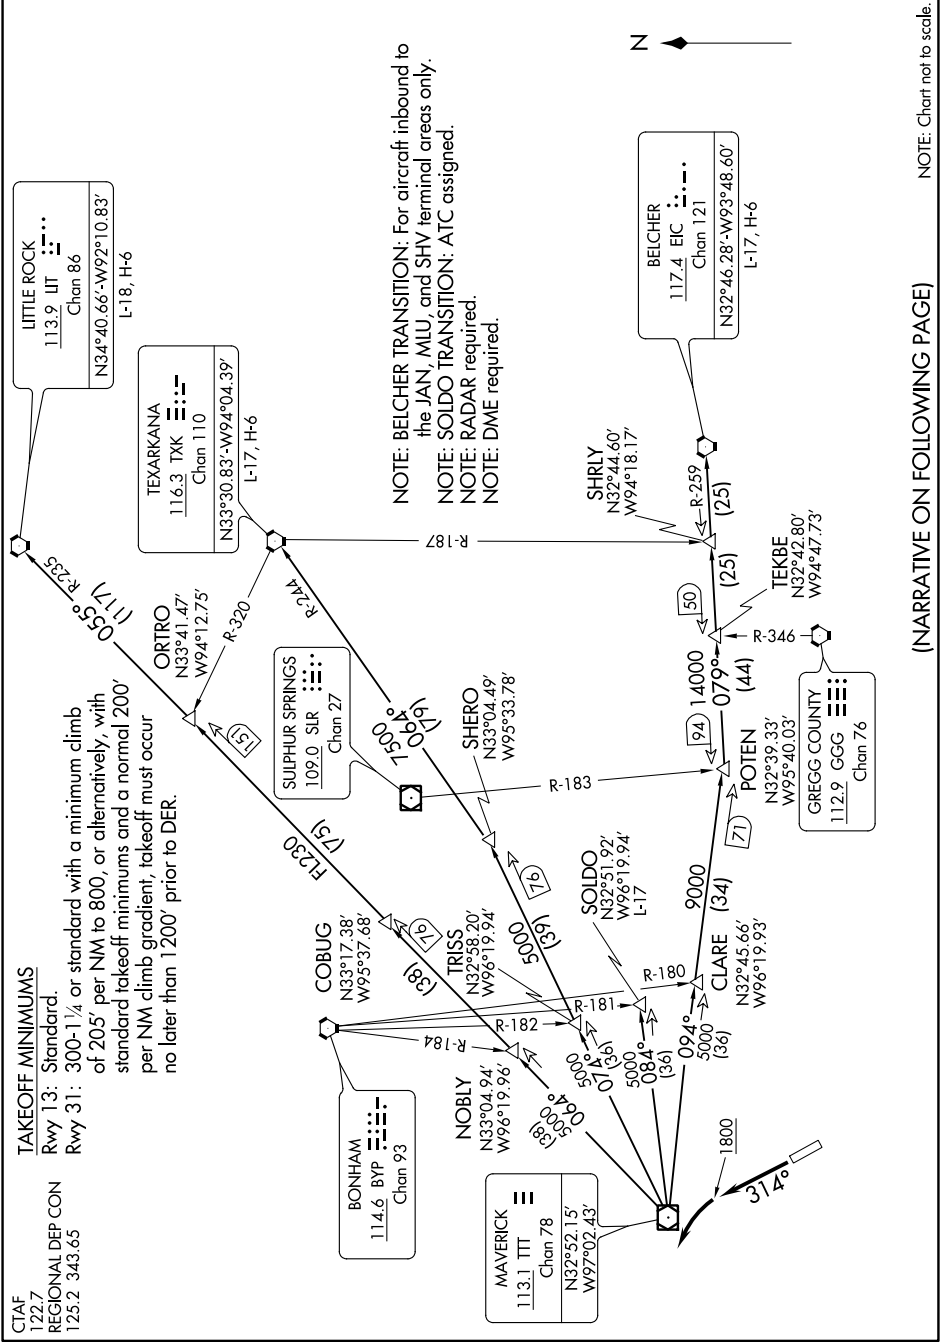 CTAF
122.7
REGIONAL DEP CON
125.2 343.65
TAKEOFF MINIMUMS
Rwy 13: Standard.
Rwy 31: 300-1¼ or standard with a minimum climb
of 205' per NM to 800, or alternatively, with
standard takeoff minimums and a normal 200'
per NM climb gradient, takeoff must occur
no later than 1200' prior to DER.
LITTLE ROCK
113.9 LIT
Chan 86
N34°40.66'-W92°10.83'
L-18, H-6
R-235
055°
(117)
TEXARKANA
116.3 TXK
Chan 110
N33°30.83'-W94°04.39'
L-17, H-6
ORTRO
N33°41.47'
W94°12.75'
R-320
R-244
151
FL230
(75)
SULPHUR SPRINGS
109.0 SLR
Chan 27
7500
064°
(79)
SHERO
N33°04.49'
W95°33.78'
COBUG
N33°17.38'
W95°37.68'
76
(38)
TRISS
N32°58.20'
W96°19.94'
5000
(39)
76
BONHAM
114.6 BYP
Chan 93
R-184
R-182
R-181
R-180
NOBLY
N33°04.94'
W96°19.96'
SOLDO
N32°51.92'
W96°19.94'
L-17
064°
5000
(38)
5000
074°
(36)
5000
084°
(36)
094°
5000
(36)
MAVERICK
113.1 TTT
Chan 78
N32°52.15'
W97°02.43'
1800
314°
CLARE
N32°45.66'
W96°19.93'
9000
(34)
71
R-183
POTEN
N32°39.33'
W95°40.03'
94
14000
079°
(44)
GREGG COUNTY
112.9 GGG
Chan 76
R-346
50
TEKBE
N32°42.80'
W94°47.73'
(25)
R-187
SHRLY
N32°44.60'
W94°18.17'
R-259
(25)
BELCHER
117.4 EIC
Chan 121
N32°46.28'-W93°48.60'
L-17, H-6
NOTE: BELCHER TRANSITION: For aircraft inbound to
the JAN, MLU, and SHV terminal areas only.
NOTE: SOLDO TRANSITION: ATC assigned.
NOTE: RADAR required.
NOTE: DME required.
N
(NARRATIVE ON FOLLOWING PAGE)
NOTE: Chart not to scale.